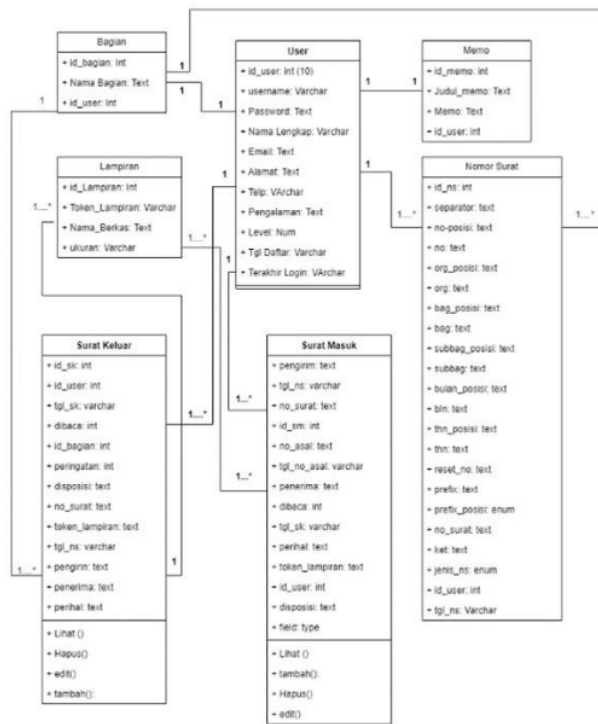 Bagian
+ id_bagian: Int
+ Nama Bagian: Text
+ id_user: Int
1
1
1
User
+ id_user: int (10)
+ username: Varchar
+ Password: Text
+ Nama Lengkap: Varchar
+ Email: Text
+ Alamat: Text
+ Telp: VArchar
+ Pengalaman: Text
+ Level: Num
+ Tgl Daftar: Varchar
+ Terakhir Login: VArchar
1
1
1
1
1
Memo
+ id_memo: int
+ Judul_memo: Text
+ Memo: Text
+ id_user: int
1
Lampiran
+ id_Lampiran: Int
+ Token_Lampiran: Varchar
+ Nama_Berkas: Text
+ ukuran: Varchar
1....*
1....*
Nomor Surat
+ id_ns: int
+ separator: text
+ no-posisi: text
+ no: text
+ org_posisi: text
+ org: text
+ bag_posisi: text
+ bag: text
+ subbag_posisi: text
+ subbag: text
+ bulan_posisi: text
+ bln: text
+ thn_posisi: text
+ thn: text
+ reset_no: text
+ prefix: text
+ prefix_posisi: enum
+ no_surat: text
+ ket: text
+ jenis_ns: enum
+ id_user: int
+ tgl_ns: Varchar
1....*
1....*
Surat Keluar
+ id_sk: int
+ id_user: int
+ tgl_sk: varchar
+ dibaca: int
+ id_bagian: int
+ peringatan: int
+ disposisi: text
+ no_surat: text
+ token_lampiran: text
+ tgl_ns: varchar
+ pengirin: text
+ penerima: text
+ perihal: text
+ Lihat ()
+ Hapus()
+ edit()
+ tambah():
1....*
1
1....*
Surat Masuk
+ pengirim: text
+ tgl_ns: varchar
+ no_surat: text
+ id_sm: int
+ no_asal: text
+ tgl_no_asal: varchar
+ penerima: text
+ dibaca: int
+ tgl_sk: varchar
+ perihal: text
+ token_lampiran: text
+ id_user: int
+ disposisi: text
+ field: type
+ Lihat ()
+ tambah():
+ Hapus()
+ edit()
1...*
1...*